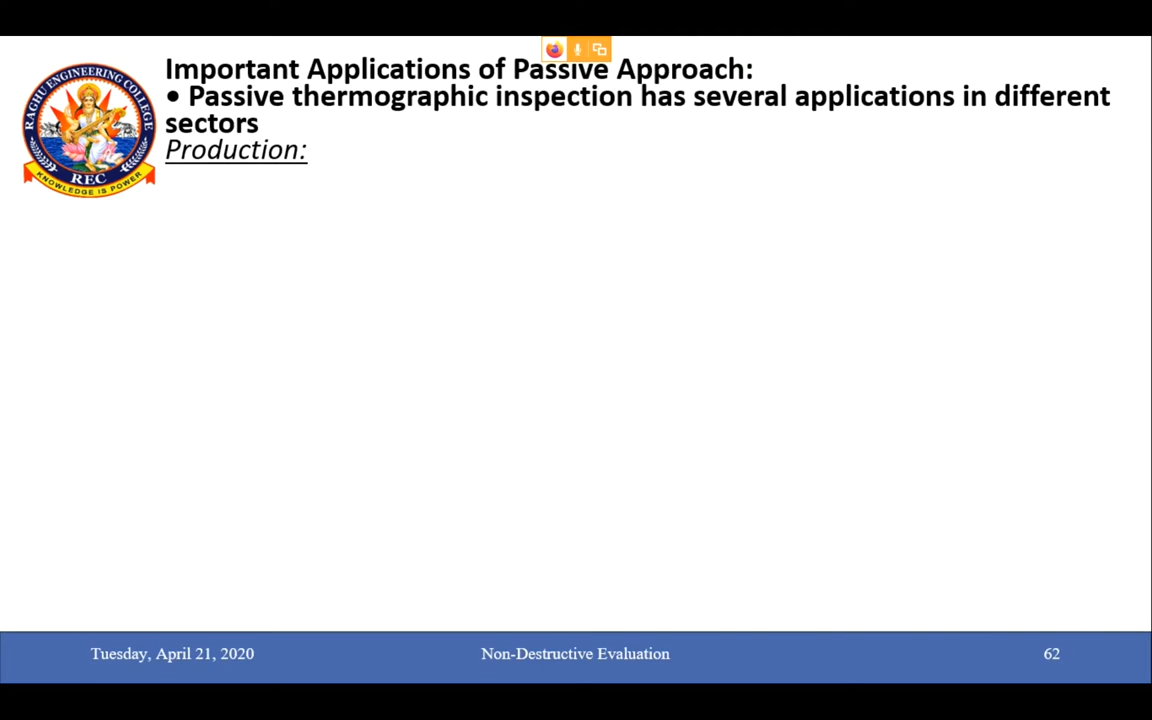 Important Applications of Passive Approach:
• Passive thermographic inspection has several applications in different
sectors
Production:
RAGHU ENGINEERING COLLEGE
REC
KNOWLEDGE IS POWER
Tuesday, April 21, 2020
Non-Destructive Evaluation
62